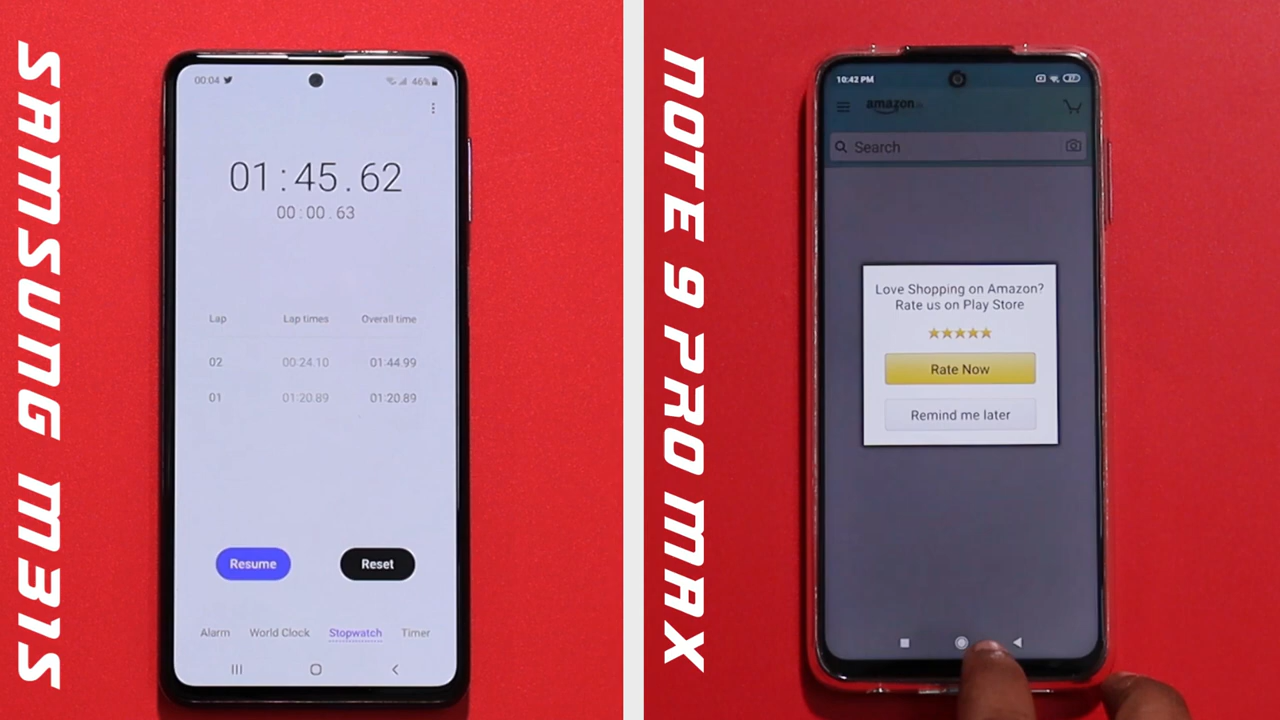 SAMSUNG M31S
00:04
46%
01:45.62
00:00.63
Lap Lap times Overall time
02 00:24.10 01:44.99
01 01:20.89 01:20.89
Resume Reset
Alarm World Clock Stopwatch Timer
NOTE 9 PRO MAX
10:42 PM
27
amazon.in
Search
Love Shopping on Amazon?
Rate us on Play Store
Rate Now
Remind me later